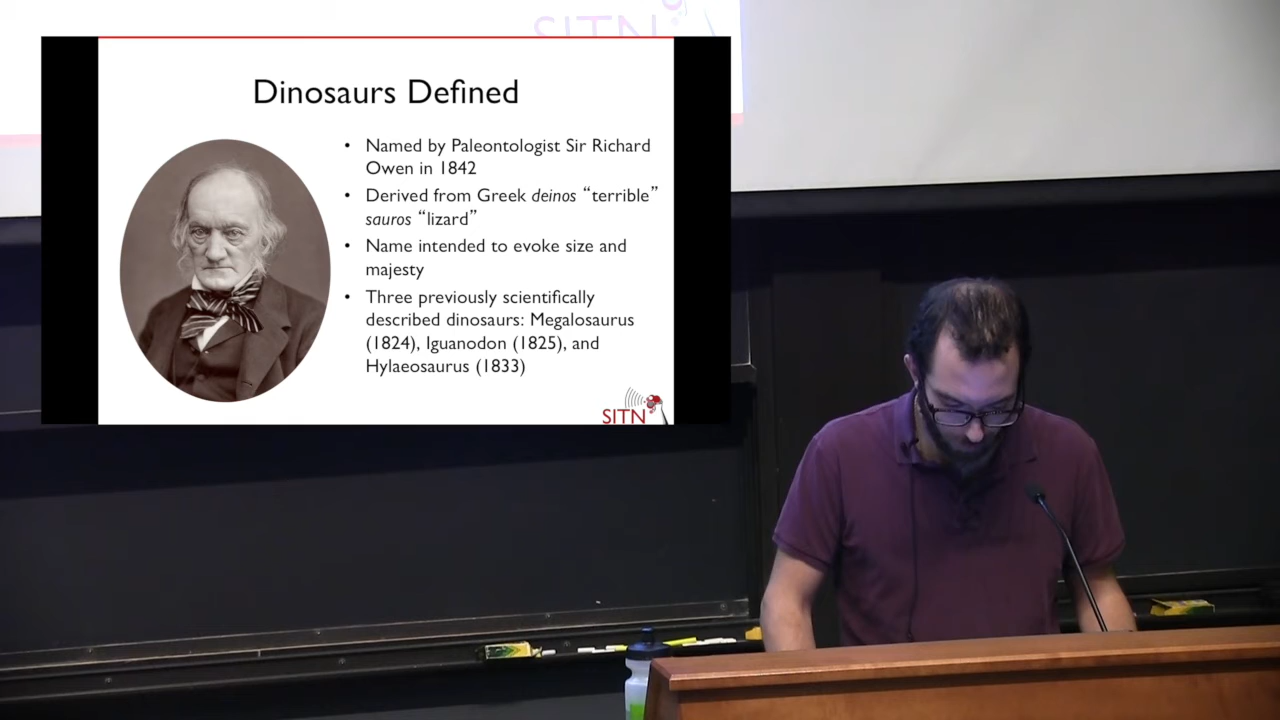 SITN
Dinosaurs Defined
• Named by Paleontologist Sir Richard
Owen in 1842
• Derived from Greek deinos “terrible”
sauros “lizard”
• Name intended to evoke size and
majesty
• Three previously scientifically
described dinosaurs: Megalosaurus
(1824), Iguanodon (1825), and
Hylaeosaurus (1833)
SITN